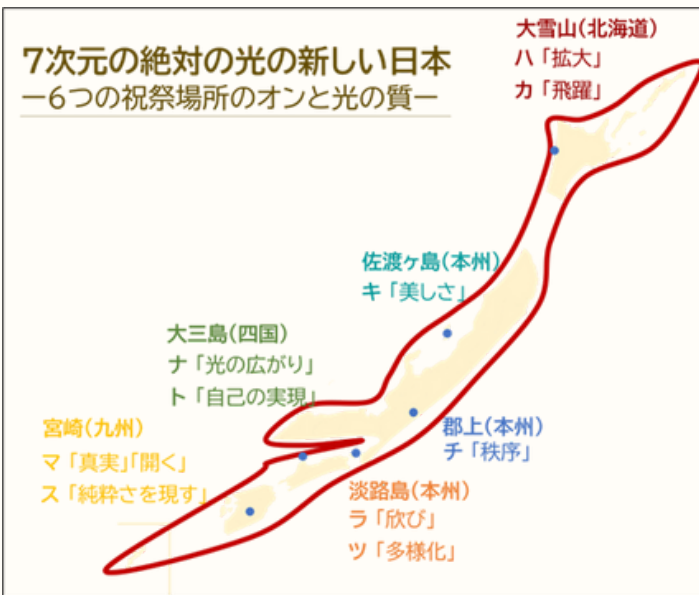 7次元の絶対の光の新しい日本
ー6つの祝祭場所のオンと光の質ー
大雪山(北海道)
ハ「拡大」
カ「飛躍」
佐渡ヶ島(本州)
キ「美しさ」
大三島(四国)
ナ「光の広がり」
ト「自己の実現」
宮崎(九州)
マ「真実」「開く」
ス「純粋さを現す」
郡上(本州)
チ「秩序」
淡路島(本州)
ラ「欣び」
ツ「多様化」